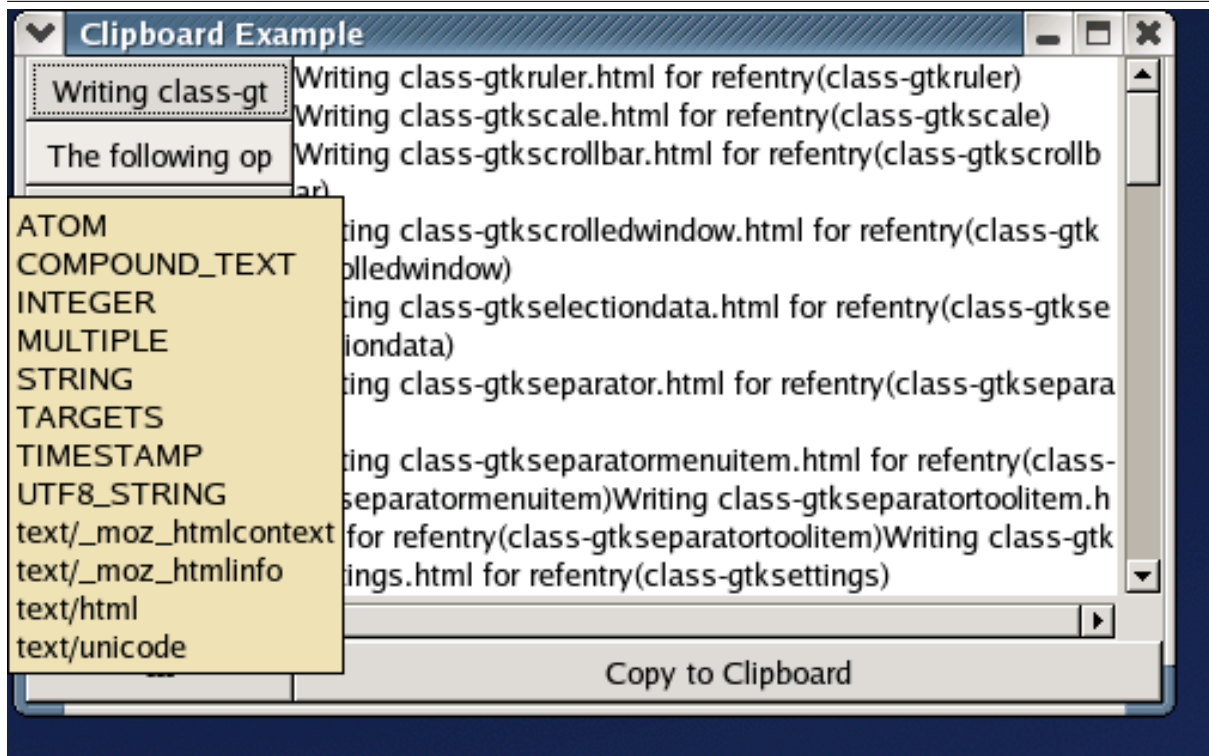 Clipboard Example
Writing class-gt
The following op
Writing class-gtkruler.html for refentry(class-gtkruler)
Writing class-gtkscale.html for refentry(class-gtkscale)
Writing class-gtkscrollbar.html for refentry(class-gtkscrollb
ar)
ting class-gtkscrolledwindow.html for refentry(class-gtk
olledwindow)
ting class-gtkselectiondata.html for refentry(class-gtkse
tiondata)
ting class-gtkseparator.html for refentry(class-gtksepara
ting class-gtkseparatormenuitem.html for refentry(class-
separatormenuitem)Writing class-gtkseparatortoolitem.h
for refentry(class-gtkseparatortoolitem)Writing class-gtk
ings.html for refentry(class-gtksettings)
ATOM
COMPOUND_TEXT
INTEGER
MULTIPLE
STRING
TARGETS
TIMESTAMP
UTF8_STRING
text/_moz_htmlcontext
text/_moz_htmlinfo
text/html
text/unicode
Copy to Clipboard